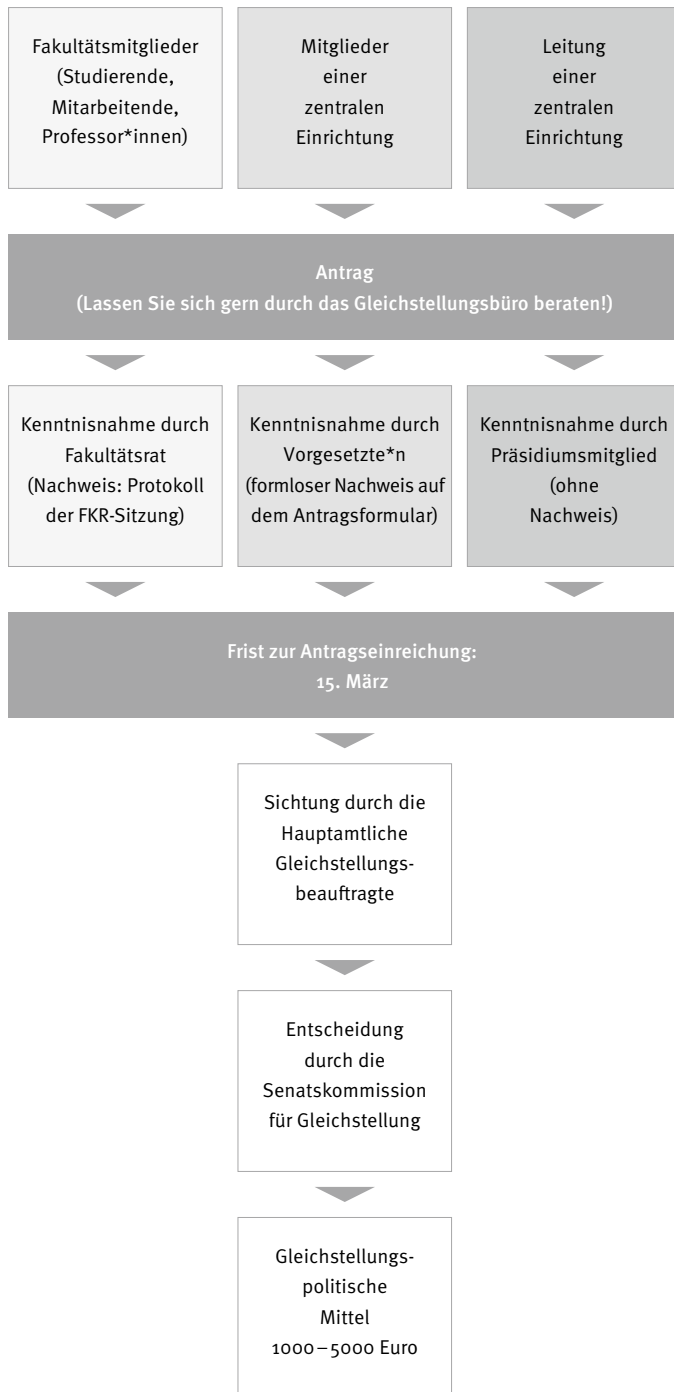 Fakultätsmitglieder
(Studierende,
Mitarbeitende,
Professor*innen)
Mitglieder
einer
zentralen
Einrichtung
Leitung
einer
zentralen
Einrichtung
Antrag
(Lassen Sie sich gern durch das Gleichstellungsbüro beraten!)
Kenntnisnahme durch
Fakultätsrat
(Nachweis: Protokoll
der FKR-Sitzung)
Kenntnisnahme durch
Vorgesetzte*n
(formloser Nachweis auf
dem Antragsformular)
Kenntnisnahme durch
Präsidiumsmitglied
(ohne
Nachweis)
Frist zur Antragseinreichung:
15. März
Sichtung durch die
Hauptamtliche
Gleichstellungs-
beauftragte
Entscheidung
durch die
Senatskommission
für Gleichstellung
Gleichstellungs-
politische
Mittel
1000–5000 Euro